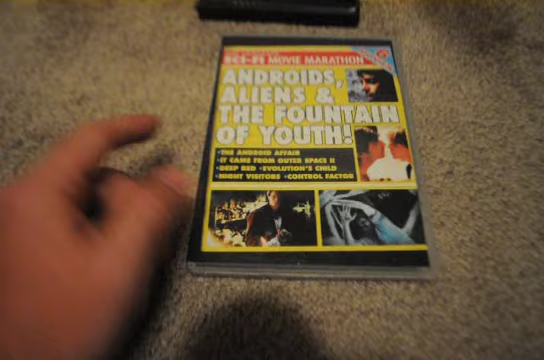 SCI-FI MOVIE MARATHON
ANDROIDS,
ALIENS &
THE FOUNTAIN
OF YOUTH!
•THE ANDROID AFFAIR
•IT CAME FROM OUTER SPACE II
•DEEP RED •EVOLUTION'S CHILD
•NIGHT VISITORS •CONTROL FACTOR